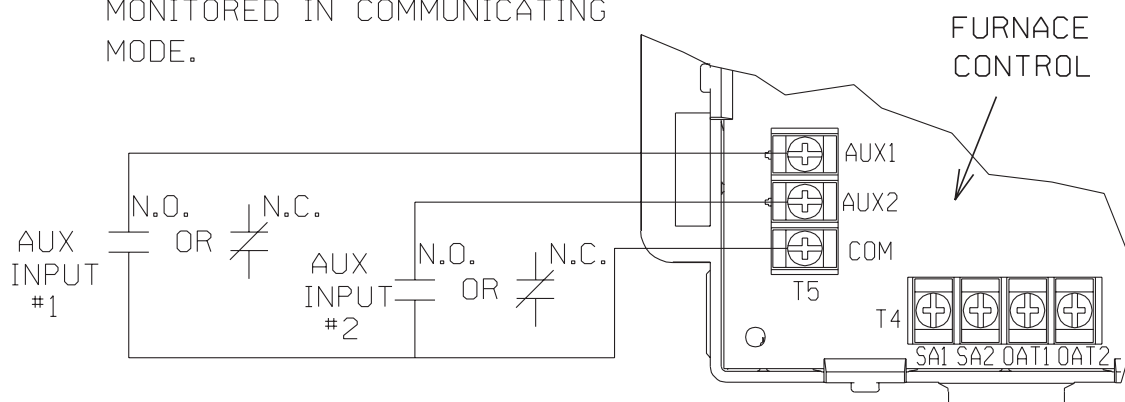 MONITORED IN COMMUNICATING
MODE.
FURNACE
CONTROL
AUX1
AUX2
COM
T5
N.O.
OR
N.C.
AUX
INPUT
#1
N.O.
OR
N.C.
AUX
INPUT
#2
T4
SA1 SA2 OAT1 OAT2